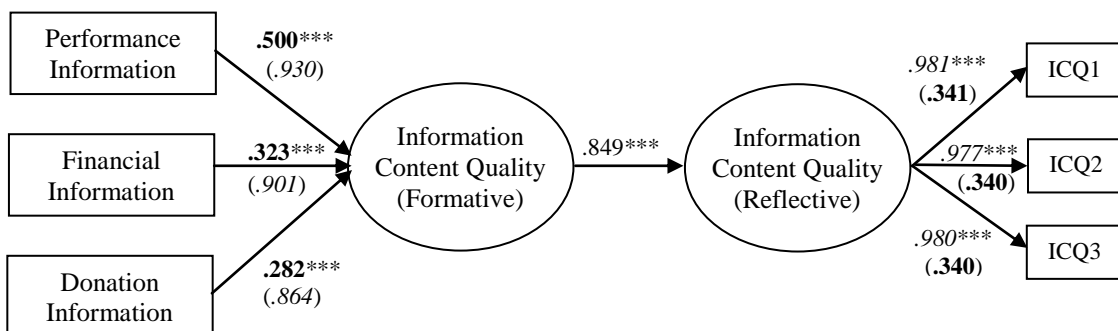 Performance
Information
.500***
(.930)
Financial
Information
.323***
(.901)
Donation
Information
.282***
(.864)
Information
Content Quality
(Formative)
.849***
Information
Content Quality
(Reflective)
.981***
(.341)
ICQ1
.977***
(.340)
ICQ2
.980***
(.340)
ICQ3